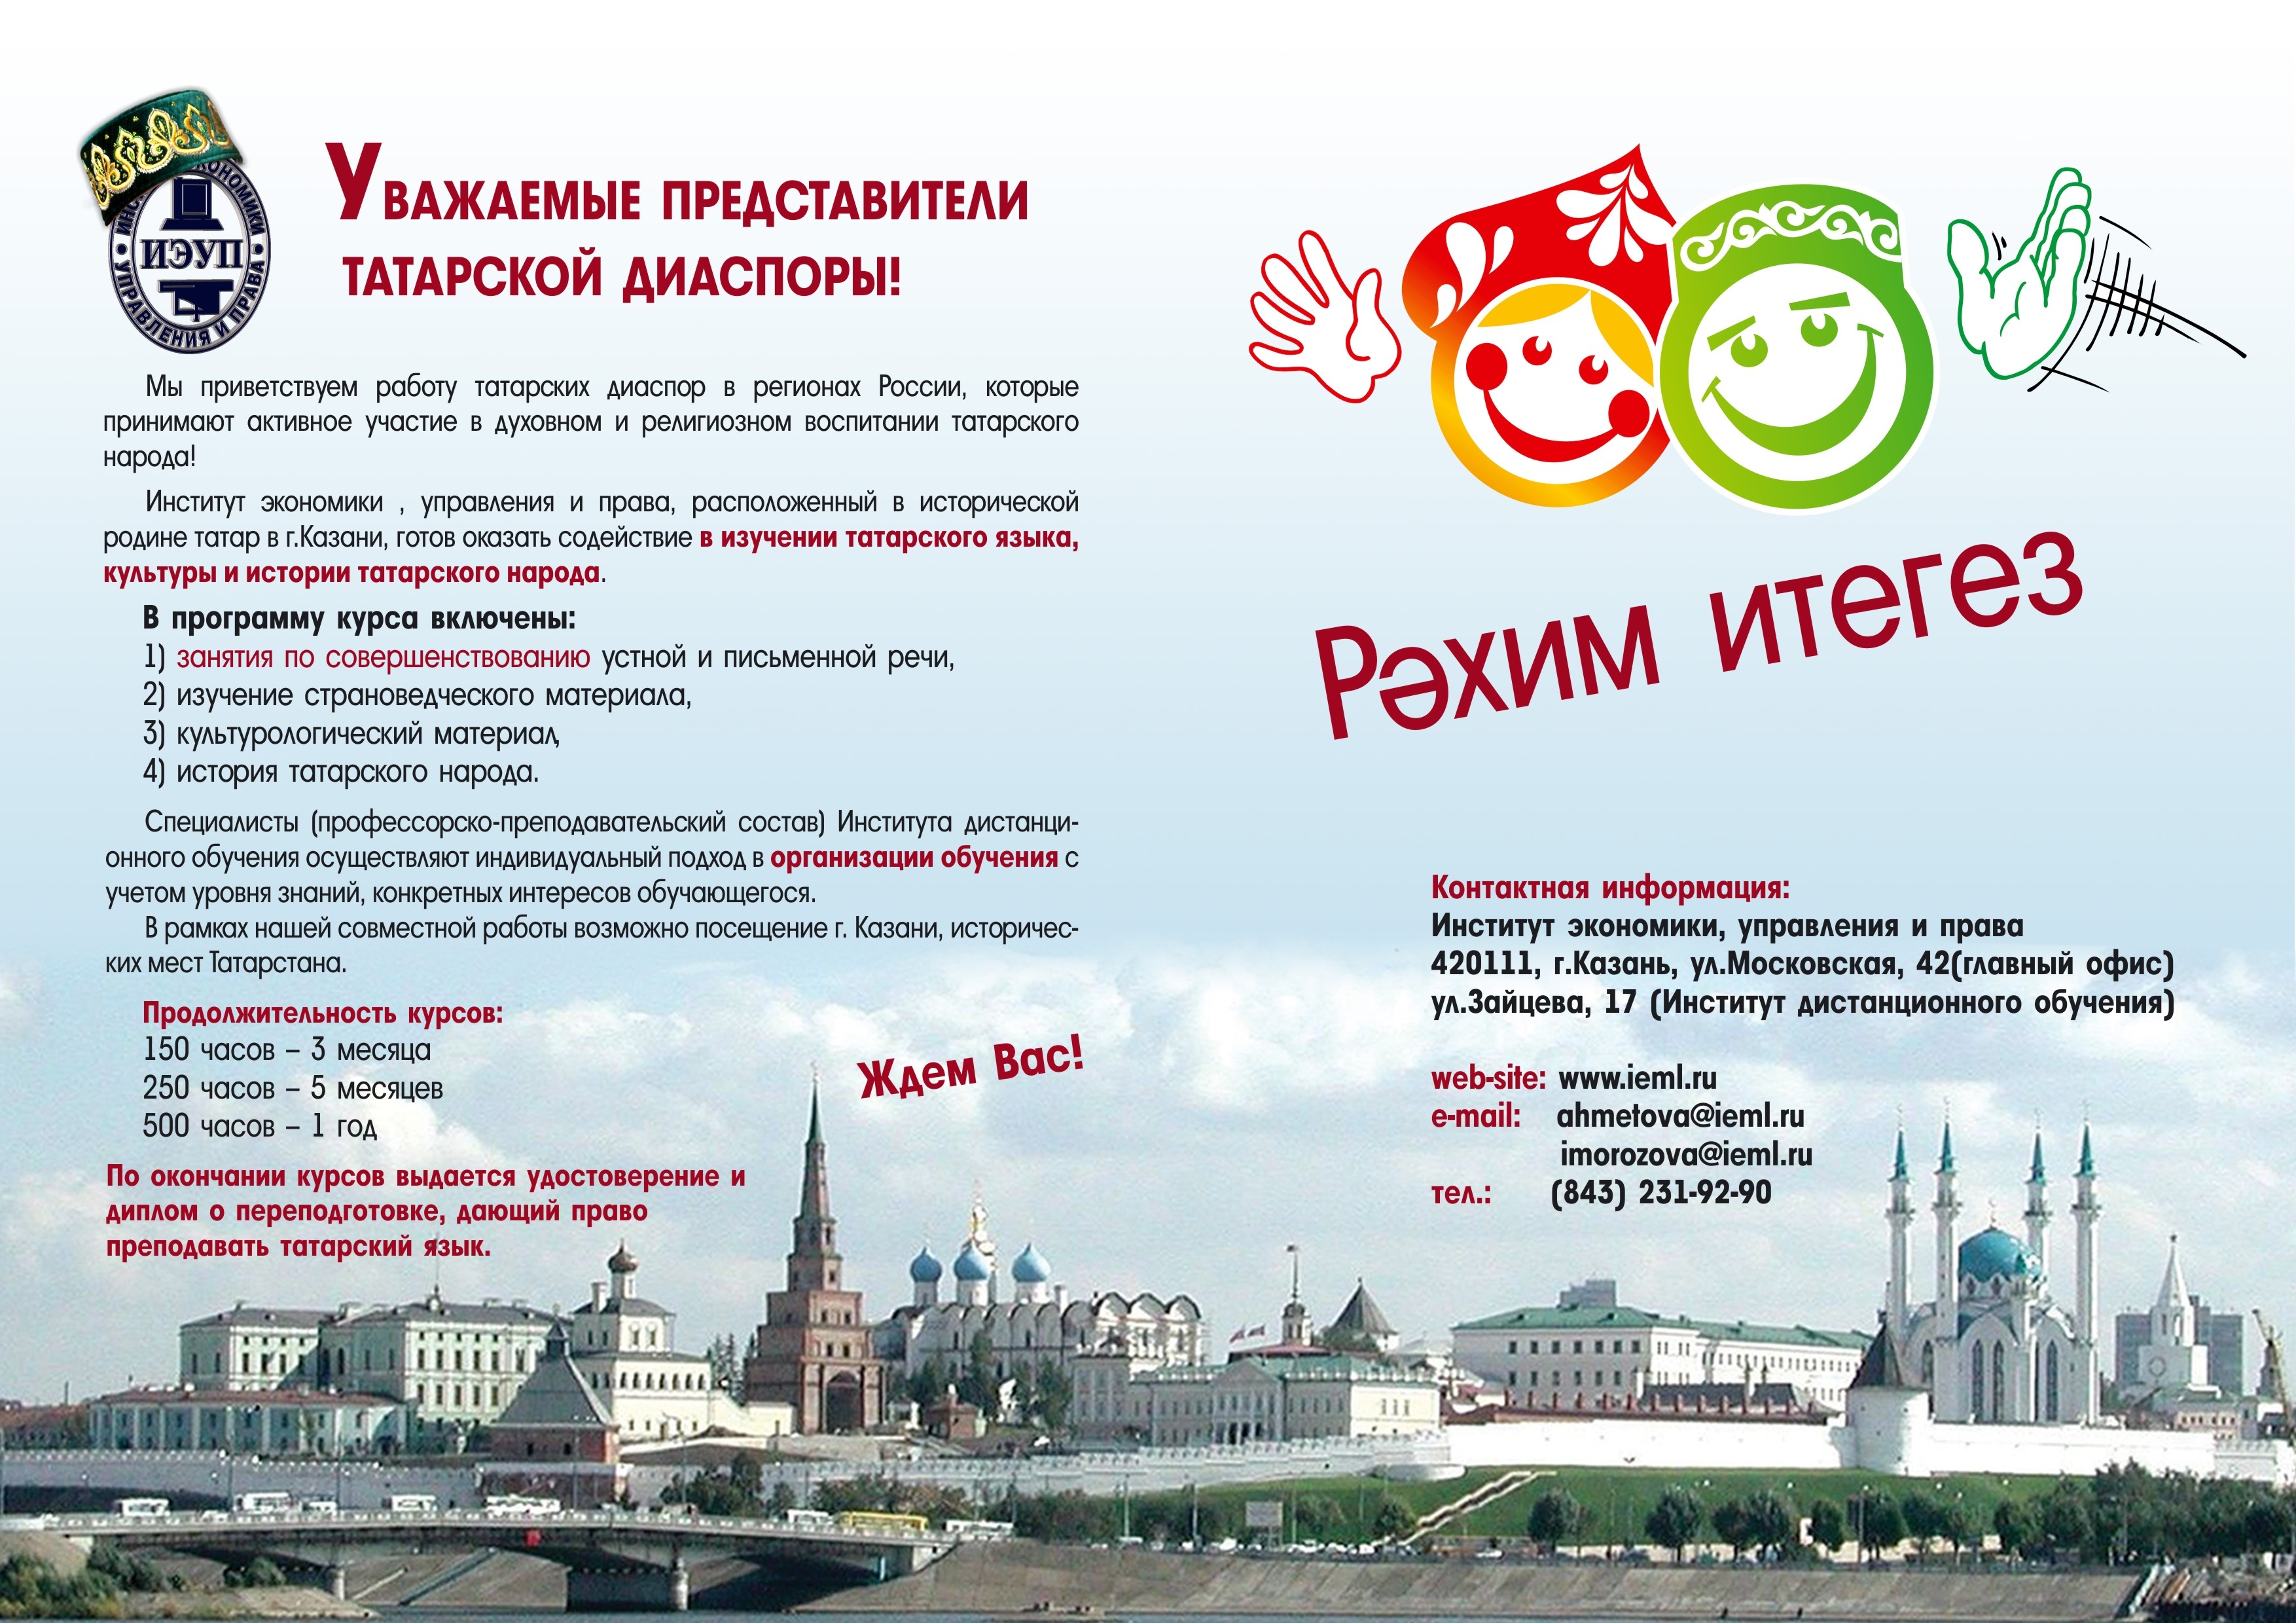 ИНС
ОНОМИКИ
ИЭУП
УПРАВЛЕНИЯ И ПРАВА
УВАЖАЕМЫЕ ПРЕДСТАВИТЕЛИ
ТАТАРСКОЙ ДИАСПОРЫ!
Мы приветствуем работу татарских диаспор в регионах России, которые
принимают активное участие в духовном и религиозном воспитании татарского
народа!
Институт экономики , управления и права, расположенный в исторической
родине татар в г.Казани, готов оказать содействие в изучении татарского языка,
культуры и истории татарского народа.
В программу курса включены:
1) занятия по совершенствованию устной и письменной речи,
2) изучение страноведческого материала,
3) культурологический материал,
4) история татарского народа.
Специалисты (профессорско-преподавательский состав) Института дистанци-
онного обучения осуществляют индивидуальный подход в организации обучения с
учетом уровня знаний, конкретных интересов обучающегося.
В рамках нашей совместной работы возможно посещение г. Казани, историчес-
ких мест Татарстана.
Продолжительность курсов:
150 часов – 3 месяца
250 часов – 5 месяцев
500 часов – 1 год
Ждем Вас!
По окончании курсов выдается удостоверение и
диплом о переподготовке, дающий право
преподавать татарский язык.
Рәхим итегез
Контактная информация:
Институт экономики, управления и права
420111, г.Казань, ул.Московская, 42(главный офис)
ул.Зайцева, 17 (Институт дистанционного обучения)
web-site: www.ieml.ru
e-mail: ahmetova@ieml.ru
imorozova@ieml.ru
тел.: (843) 231-92-90